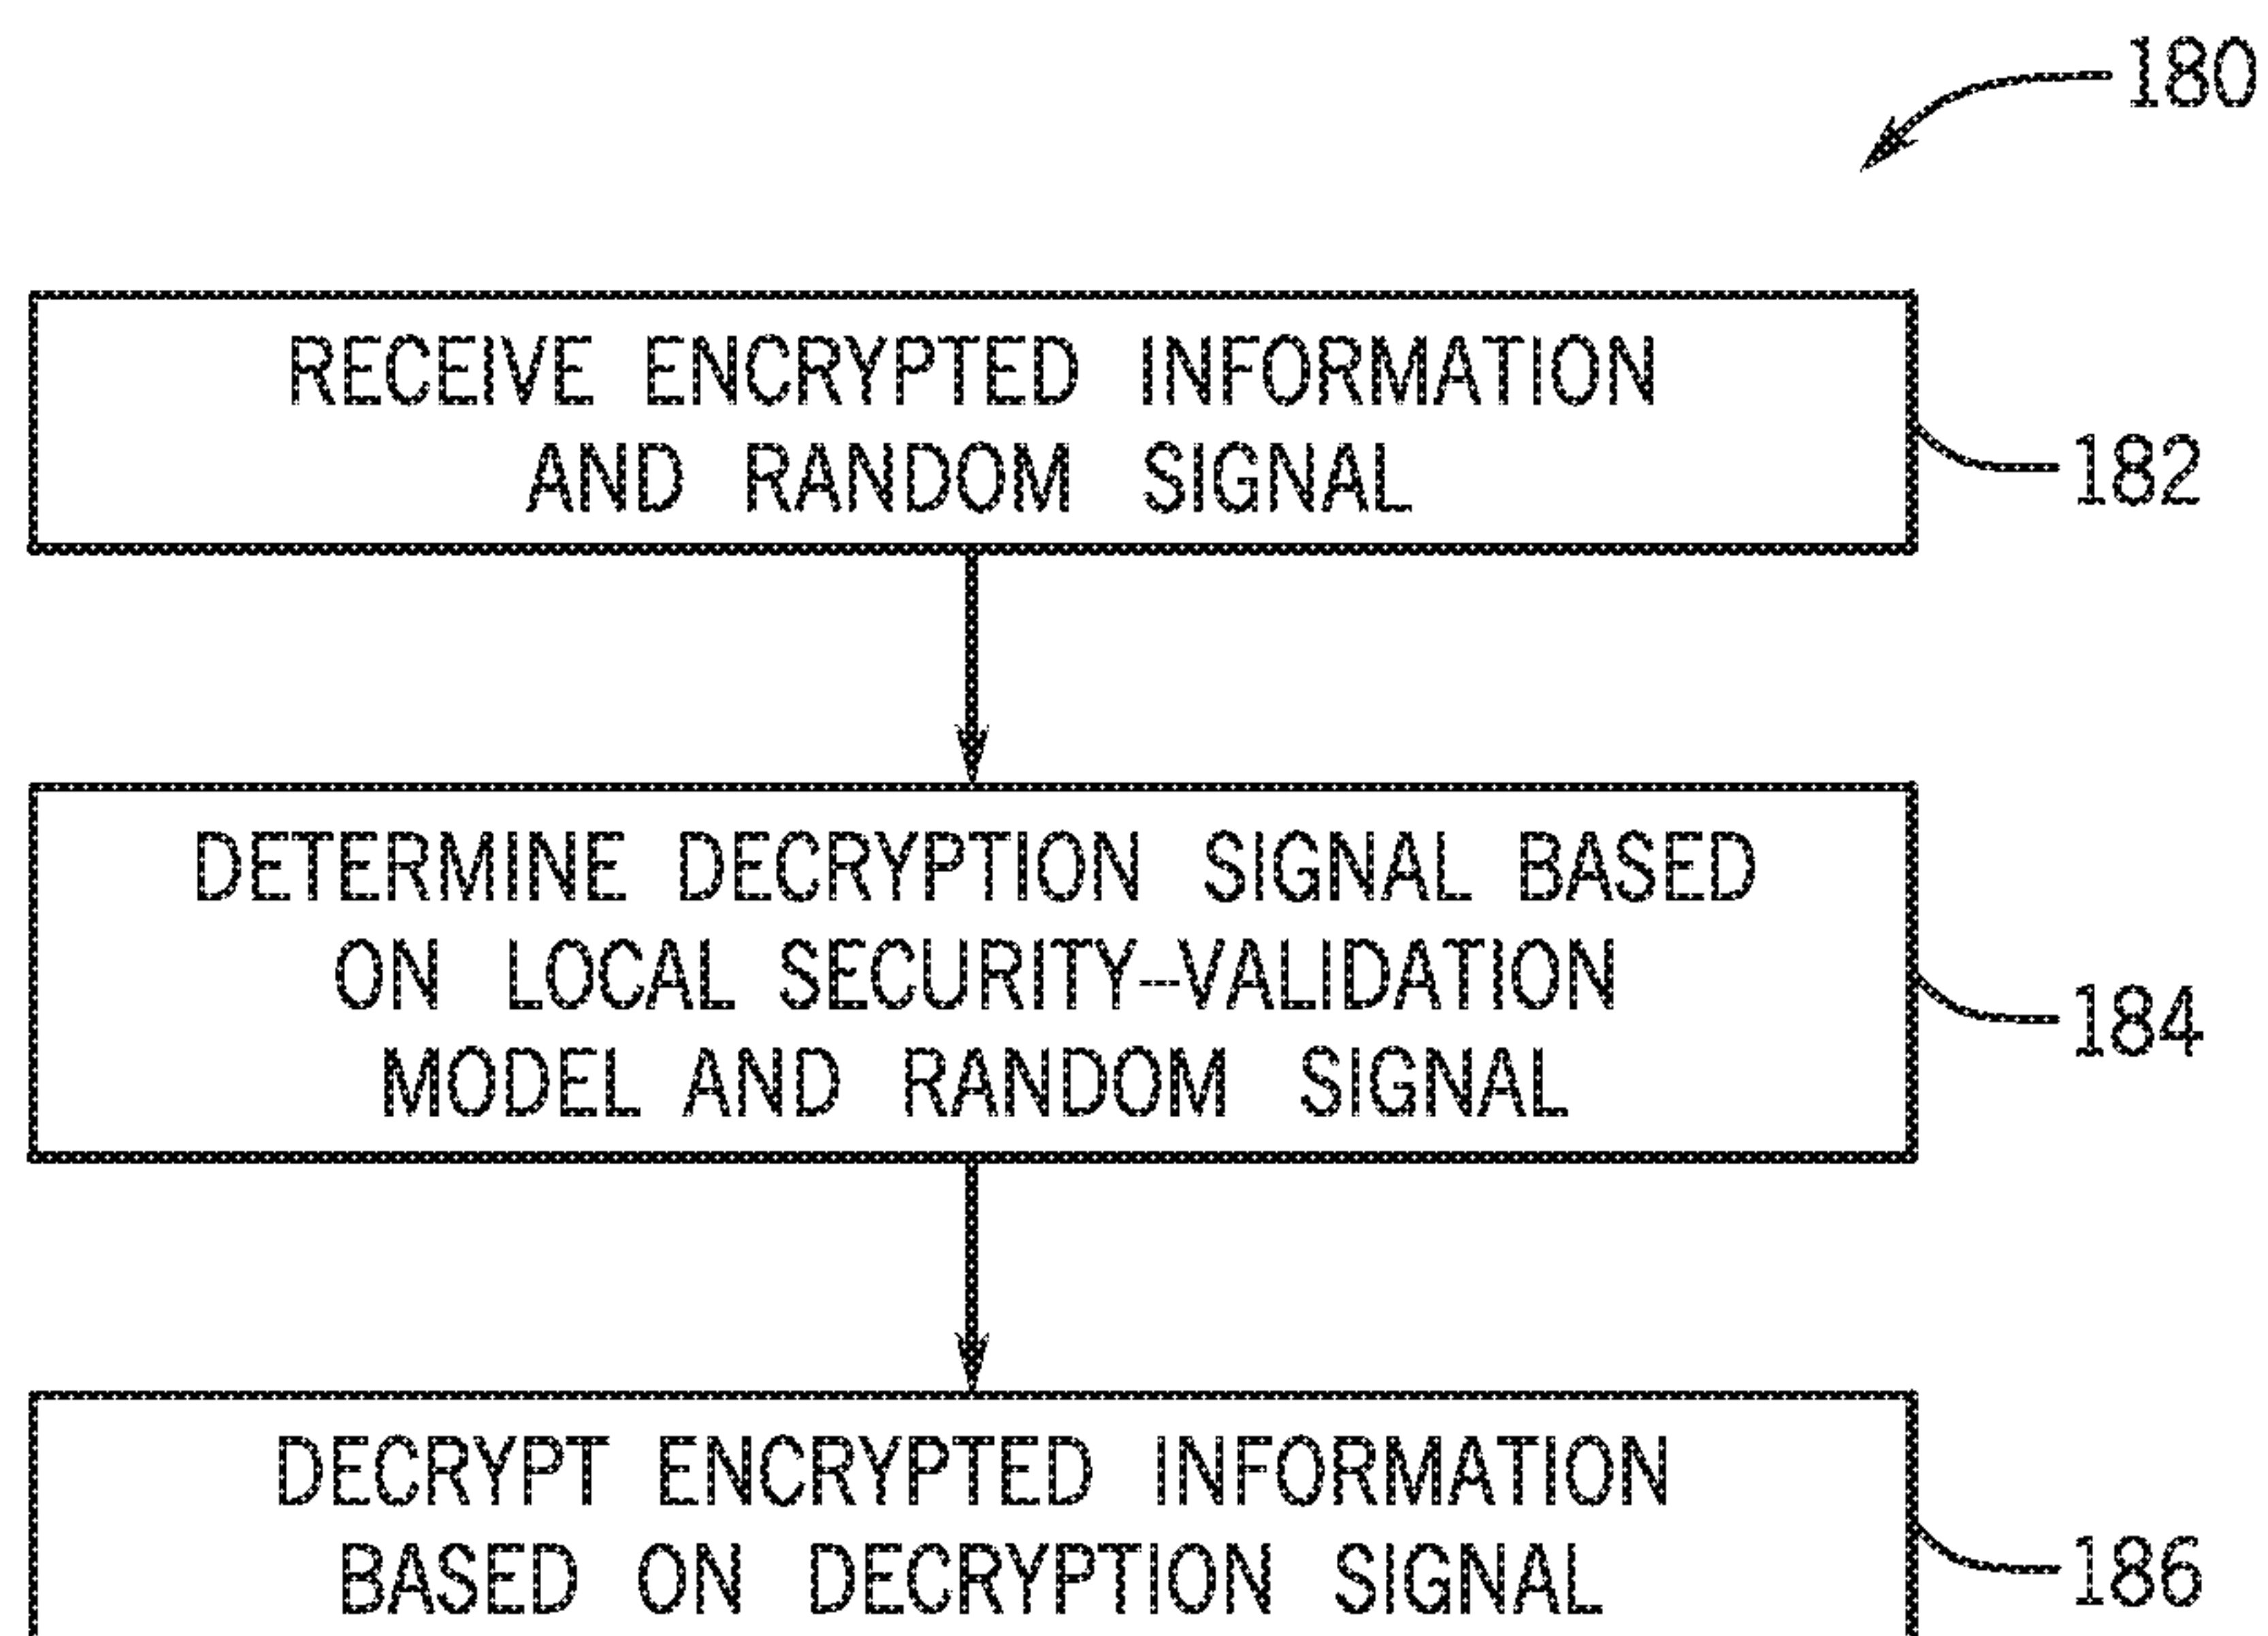 180
RECEIVE ENCRYPTED INFORMATION
AND RANDOM SIGNAL
182
DETERMINE DECRYPTION SIGNAL BASED
ON LOCAL SECURITY-VALIDATION
MODEL AND RANDOM SIGNAL
184
DECRYPT ENCRYPTED INFORMATION
BASED ON DECRYPTION SIGNAL
186